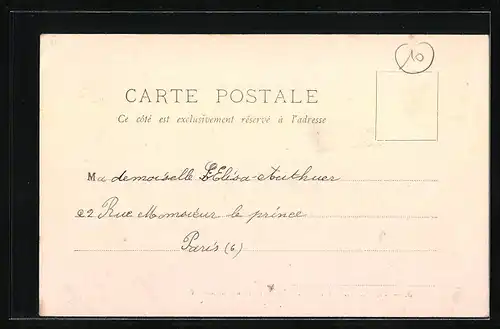 10
CARTE POSTALE
Ce côté est exclusivement réservé à l'adresse
Mademoiselle Elisa Authuer
22 Rue Monsieur le prince
Paris (6)